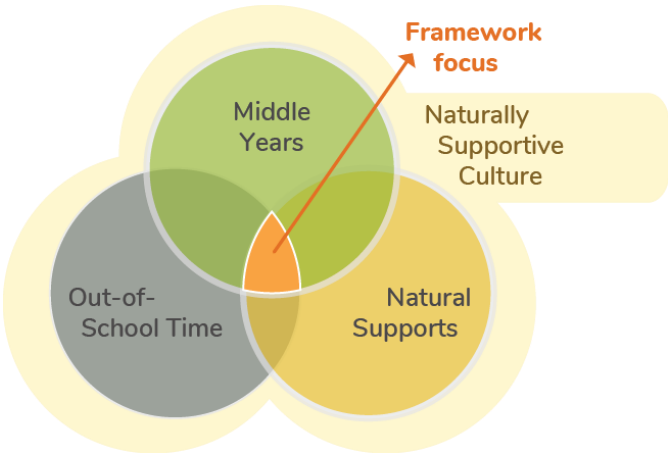 Framework
focus
Middle
Years
Naturally
Supportive
Culture
Out-of-
School Time
Natural
Supports